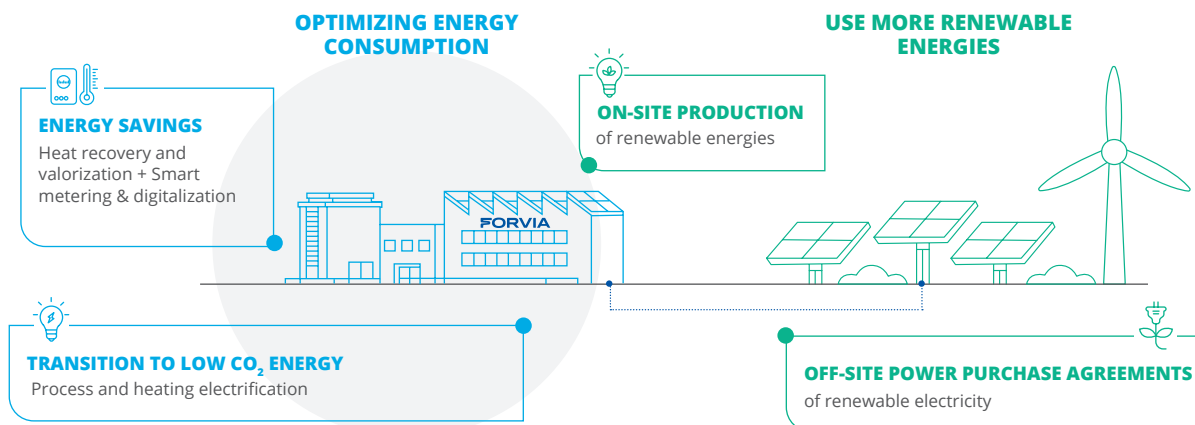 OPTIMIZING ENERGY
CONSUMPTION
USE MORE RENEWABLE
ENERGIES
ENERGY SAVINGS
Heat recovery and
valorization + Smart
metering & digitalization
ON-SITE PRODUCTION
of renewable energies
FORVIA
TRANSITION TO LOW CO₂ ENERGY
Process and heating electrification
OFF-SITE POWER PURCHASE AGREEMENTS
of renewable electricity